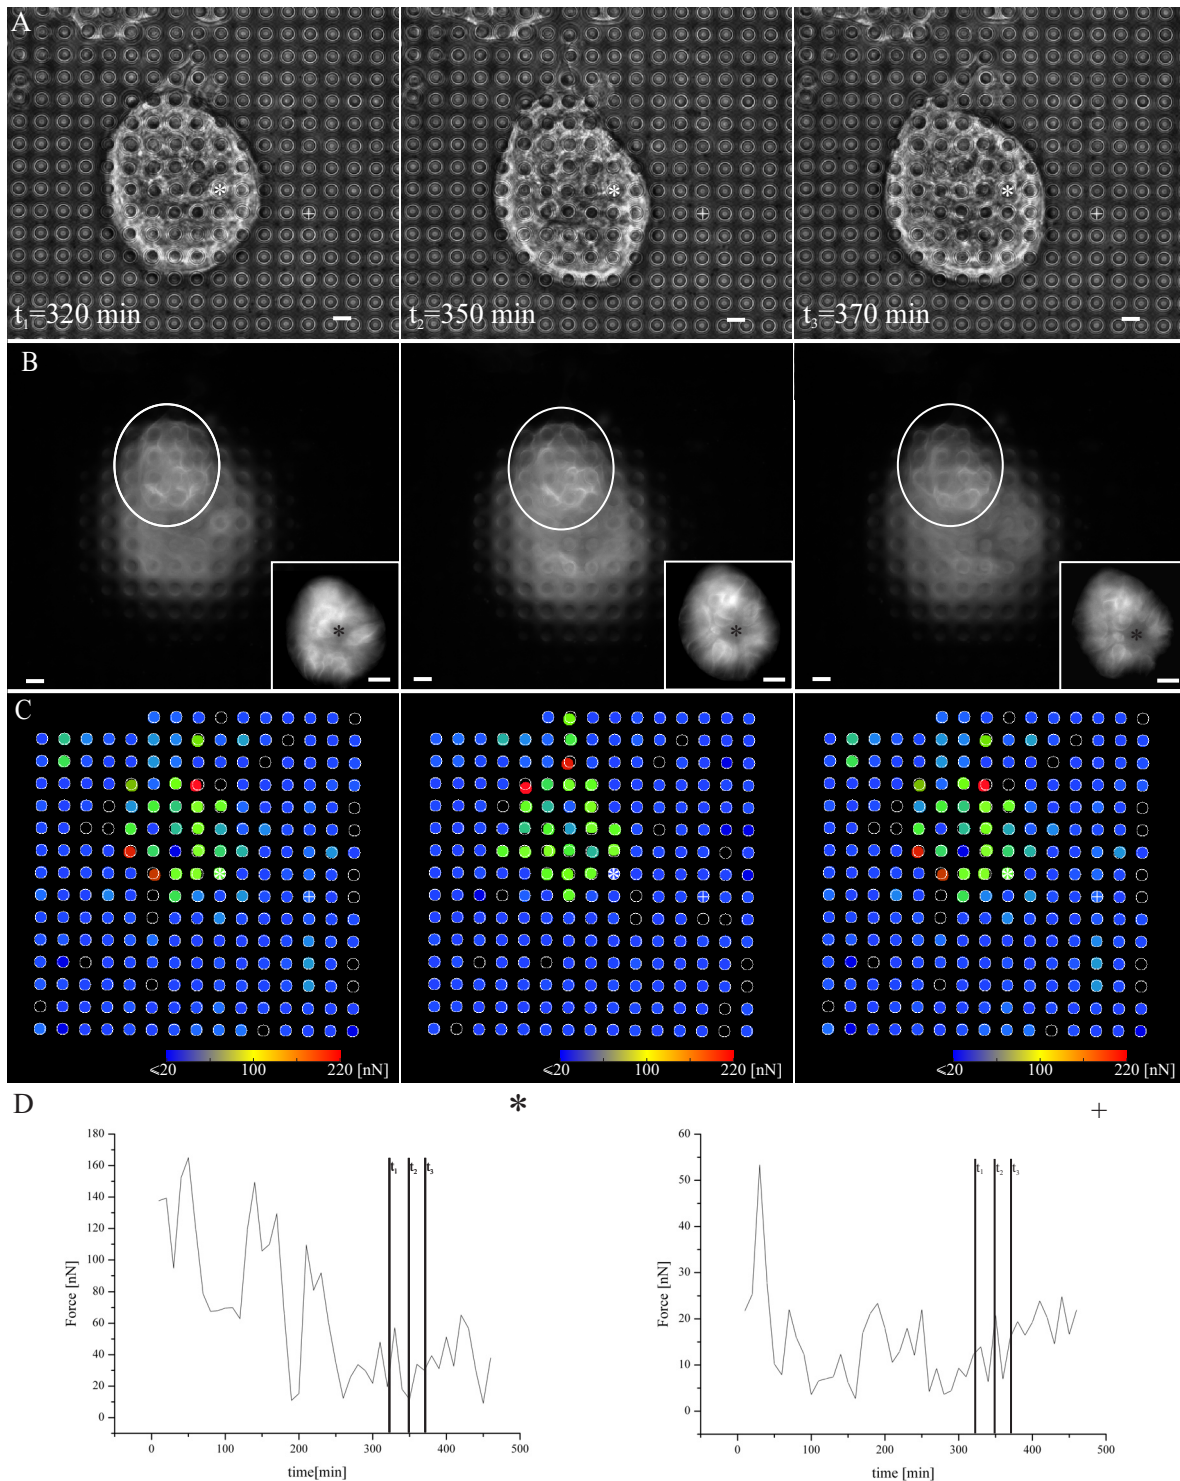 A
* * *
+ + +
t1=320 min t2=350 min t3=370 min
B
* * *
C
* * *
+ + +
⩽20 100 220 [nN] ⩽20 100 220 [nN] ⩽20 100 220 [nN]
D * +
180
160
140
120
100
80
60
40
20
0
Force [nN]
t1 t2 t3
0 100 200 300 400 500
time[min]
60
50
40
30
20
10
0
Force [nN]
t1 t2 t3
0 100 200 300 400 500
time [min]